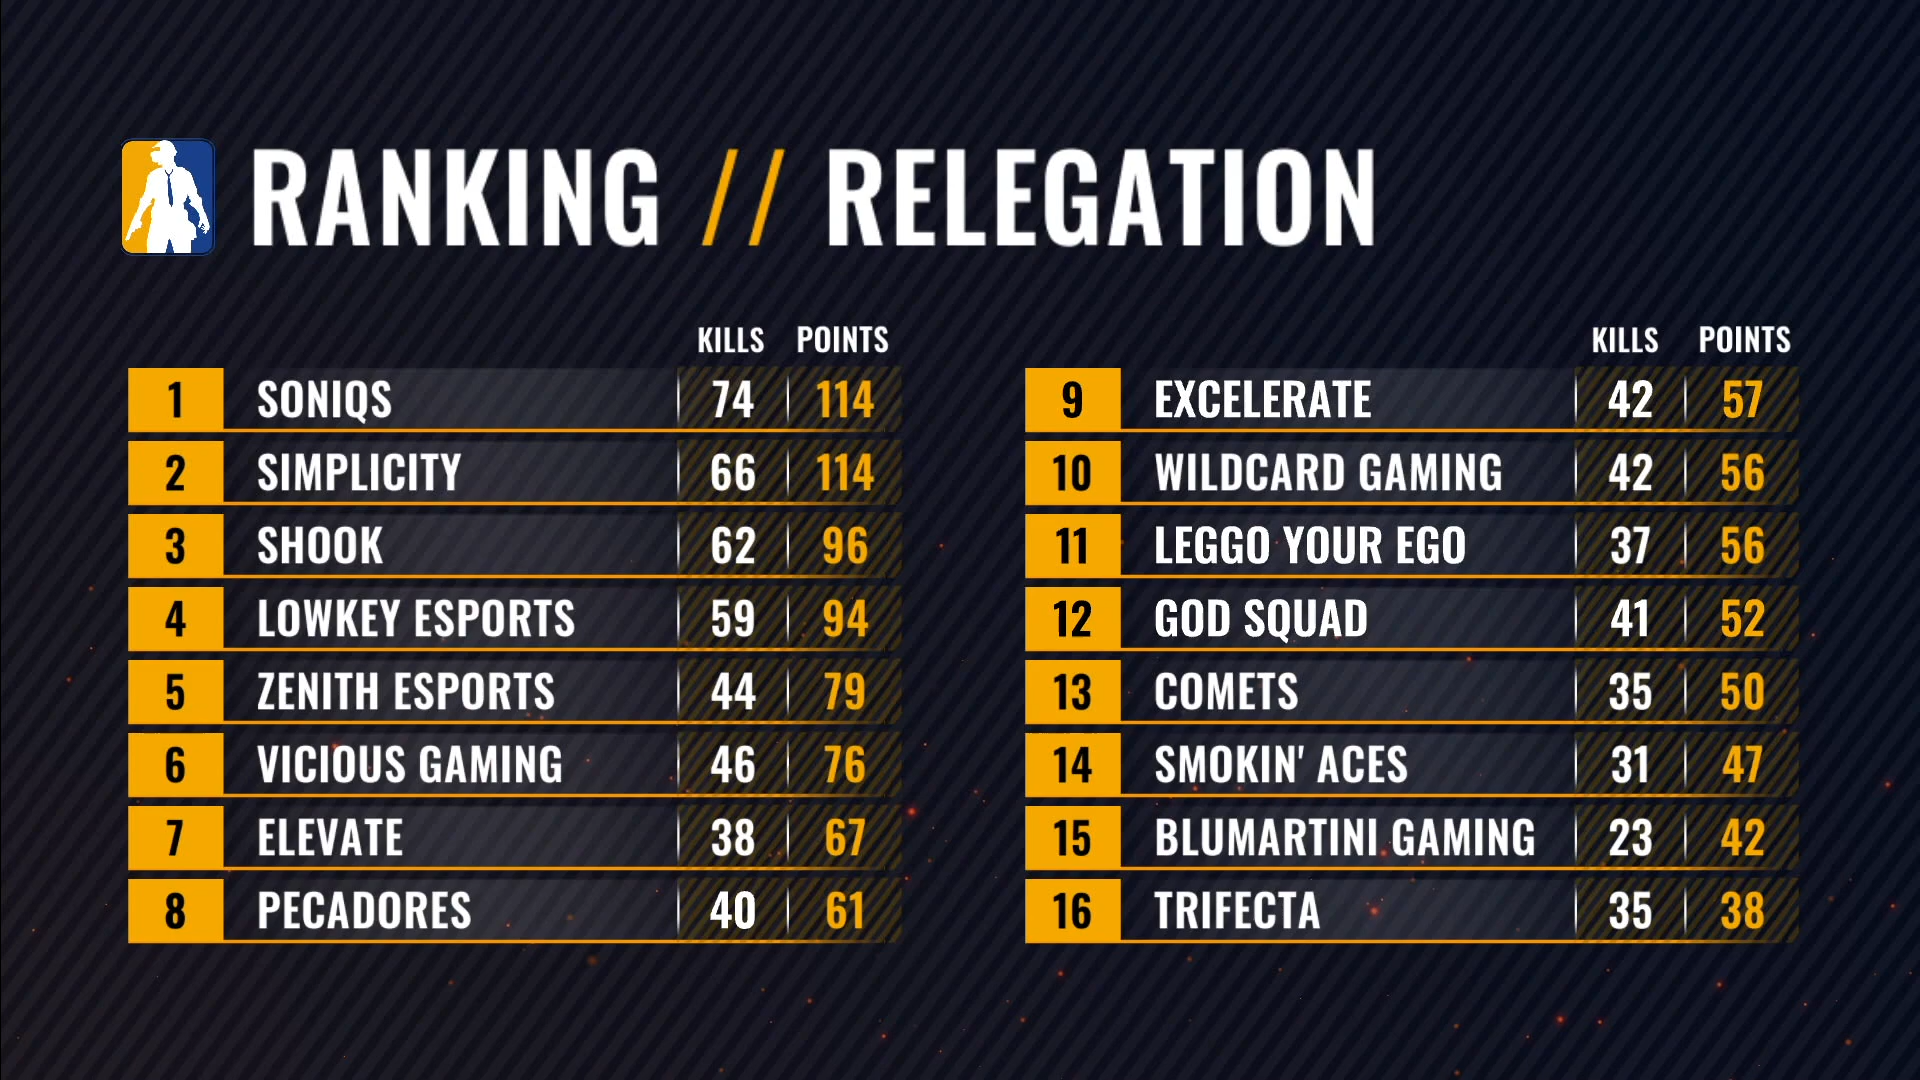 RANKING // RELEGATION
KILLS POINTS
1 SONIQS 74 114
2 SIMPLICITY 66 114
3 SHOOK 62 96
4 LOWKEY ESPORTS 59 94
5 ZENITH ESPORTS 44 79
6 VICIOUS GAMING 46 76
7 ELEVATE 38 67
8 PECADORES 40 61
KILLS POINTS
9 EXCELERATE 42 57
10 WILDCARD GAMING 42 56
11 LEGGO YOUR EGO 37 56
12 GOD SQUAD 41 52
13 COMETS 35 50
14 SMOKIN' ACES 31 47
15 BLUMARTINI GAMING 23 42
16 TRIFECTA 35 38